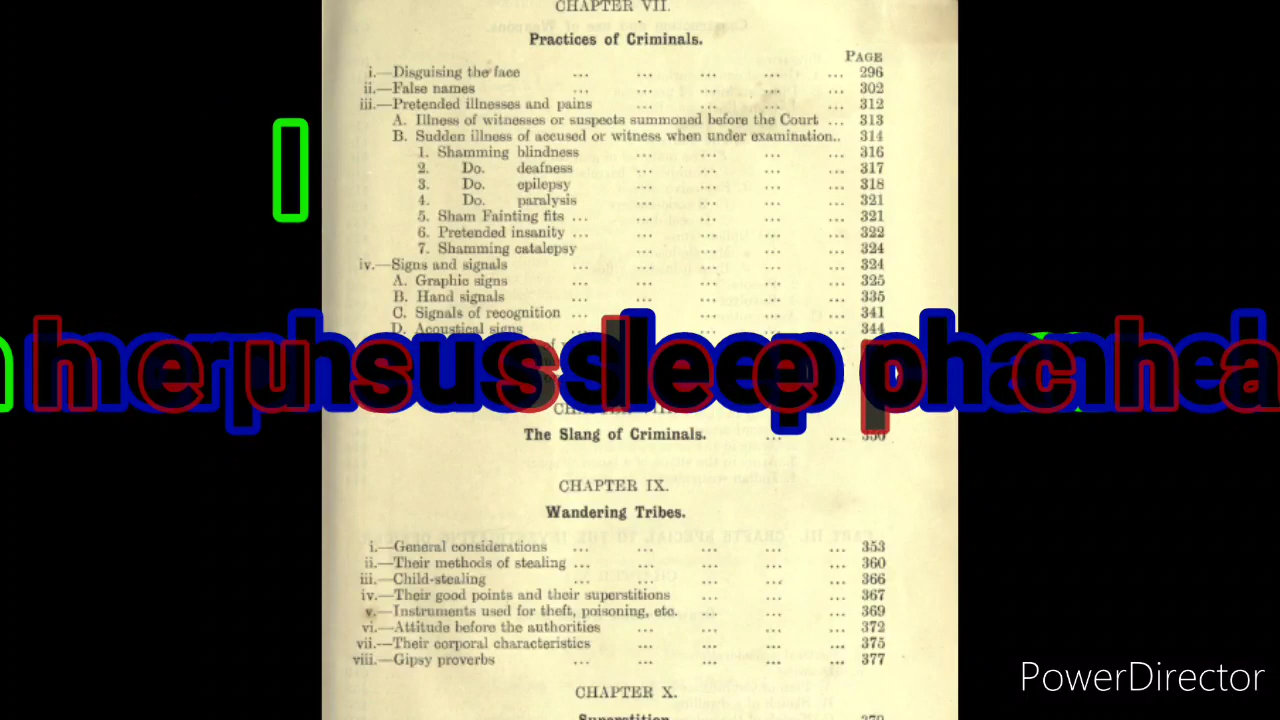 CHAPTER VII.
Practices of Criminals.
PAGE
i.—Disguising the face ... ... ... ... ... 296
ii.—False names ... ... ... ... ... 302
iii.—Pretended illnesses and pains ... ... ... ... 312
A. Illness of witnesses or suspects summoned before the Court ... 313
B. Sudden illness of accused or witness when under examination.. 314
1. Shamming blindness ... ... ... ... 316
2. Do. deafness ... ... ... ... 317
3. Do. epilepsy ... ... ... ... 318
4. Do. paralysis ... ... ... ... 321
5. Sham Fainting fits ... ... ... ... ... 321
6. Pretended insanity ... ... ... ... ... 322
7. Shamming catalepsy ... ... ... ... 324
iv.—Signs and signals ... ... ... ... ... 324
A. Graphic signs ... ... ... ... ... 325
B. Hand signals ... ... ... ... ... 335
C. Signals of recognition ... ... ... ... ... 341
D. Acoustical signs ... ... ... ... ... 344
sleep
The Slang of Criminals. ... ... 350
CHAPTER IX.
Wandering Tribes.
i.—General considerations ... ... ... ... ... 353
ii.—Their methods of stealing ... ... ... ... ... 360
iii.—Child-stealing ... ... ... ... ... 366
iv.—Their good points and their superstitions ... ... ... 367
v.—Instruments used for theft, poisoning, etc. ... ... ... 369
vi.—Attitude before the authorities ... ... ... ... 372
vii.—Their corporal characteristics ... ... ... ... 375
viii.—Gipsy proverbs ... ... ... ... ... 377
CHAPTER X.
Superstition
PowerDirector